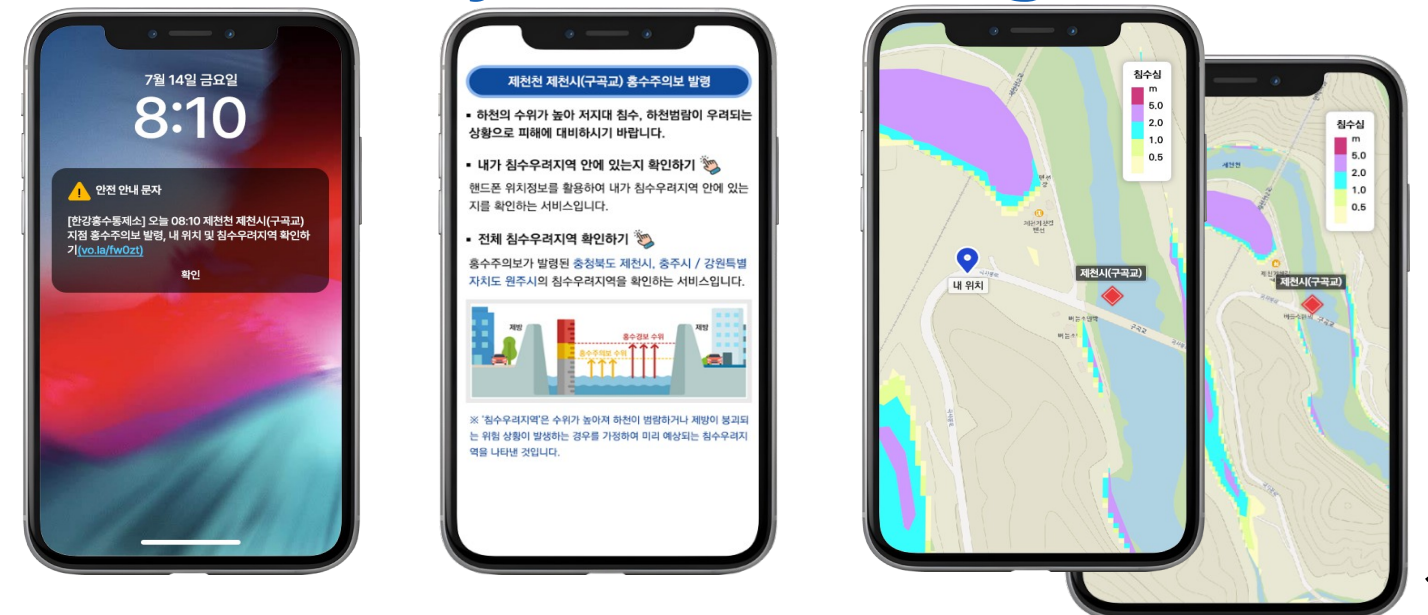 7월 14일 금요일
8:10
안전 안내 문자
[한강홍수통제소] 오늘 08:10 제천천 제천시(구곡교)
지점 홍수주의보 발령, 내 위치 및 침수우려지역 확인하
기(vo.la/fw0zt)
확인
제천천 제천시(구곡교) 홍수주의보 발령
▪ 하천의 수위가 높아 저지대 침수, 하천범람이 우려되는
상황으로 피해에 대비하시기 바랍니다.
▪ 내가 침수우려지역 안에 있는지 확인하기
핸드폰 위치정보를 활용하여 내가 침수우려지역 안에 있는
지를 확인하는 서비스입니다.
▪ 전체 침수우려지역 확인하기
홍수주의보가 발령된 충청북도 제천시, 충주시 / 강원특별
자치도 원주시의 침수우려지역을 확인하는 서비스입니다.
제방
홍수경보 수위
홍수주의보 수위
제방
※ '침수우려지역'은 수위가 높아져 하천이 범람하거나 제방이 붕괴되
는 위험 상황이 발생하는 경우를 가정하여 미리 예상되는 침수우려지
역을 나타낸 것입니다.
침수심
m
5.0
2.0
1.0
0.5
내 위치
제천시(구곡교)
구곡교
침수심
m
5.0
2.0
1.0
0.5
제천천
제천시(구곡교)
구곡교